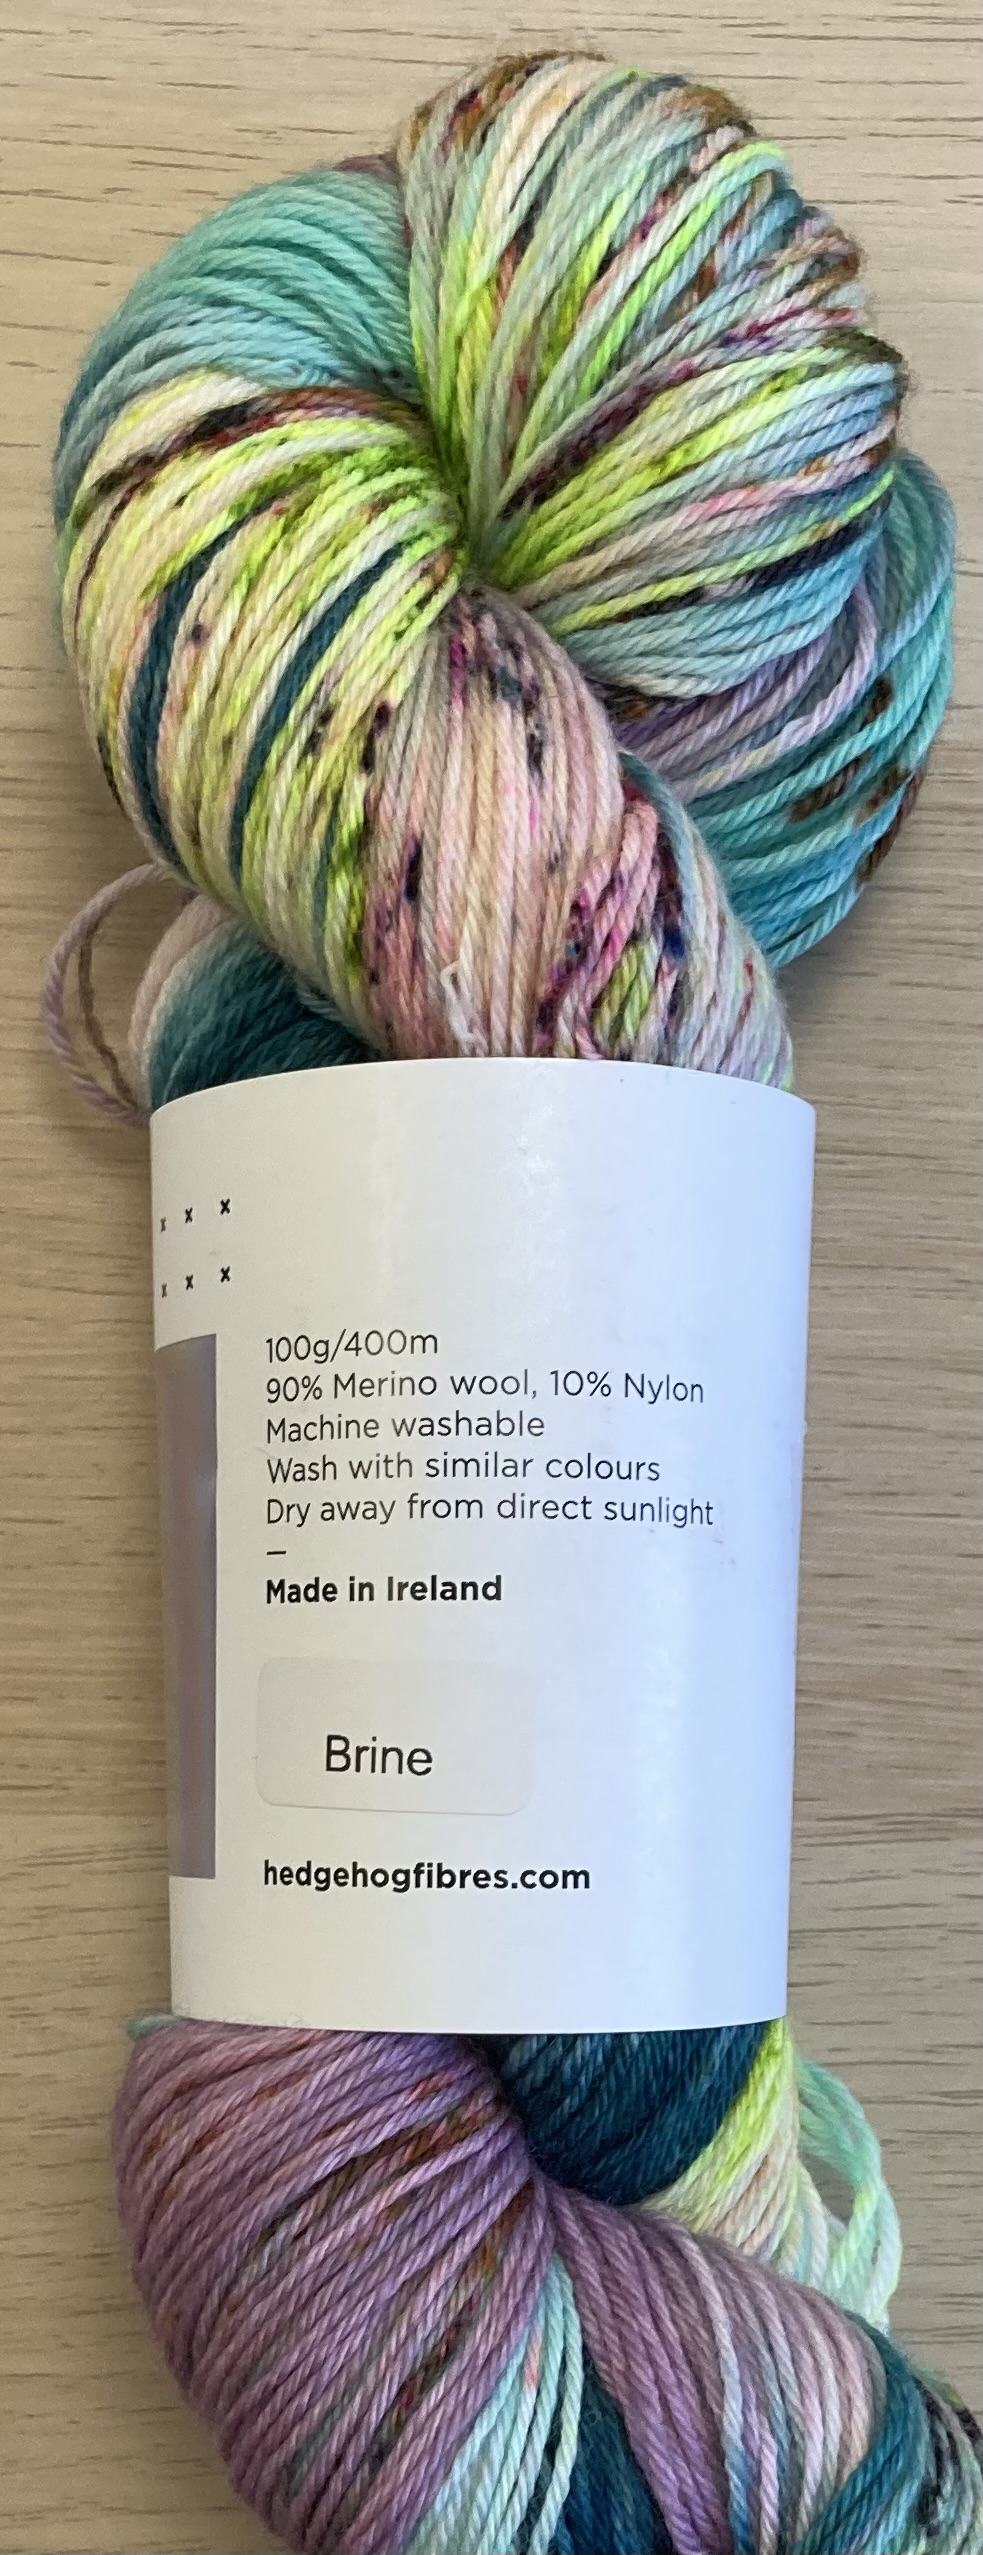 x x x
x x x
100g/400m
90% Merino wool, 10% Nylon
Machine washable
Wash with similar colours
Dry away from direct sunlight
—
Made in Ireland
Brine
hedgehogfibres.com